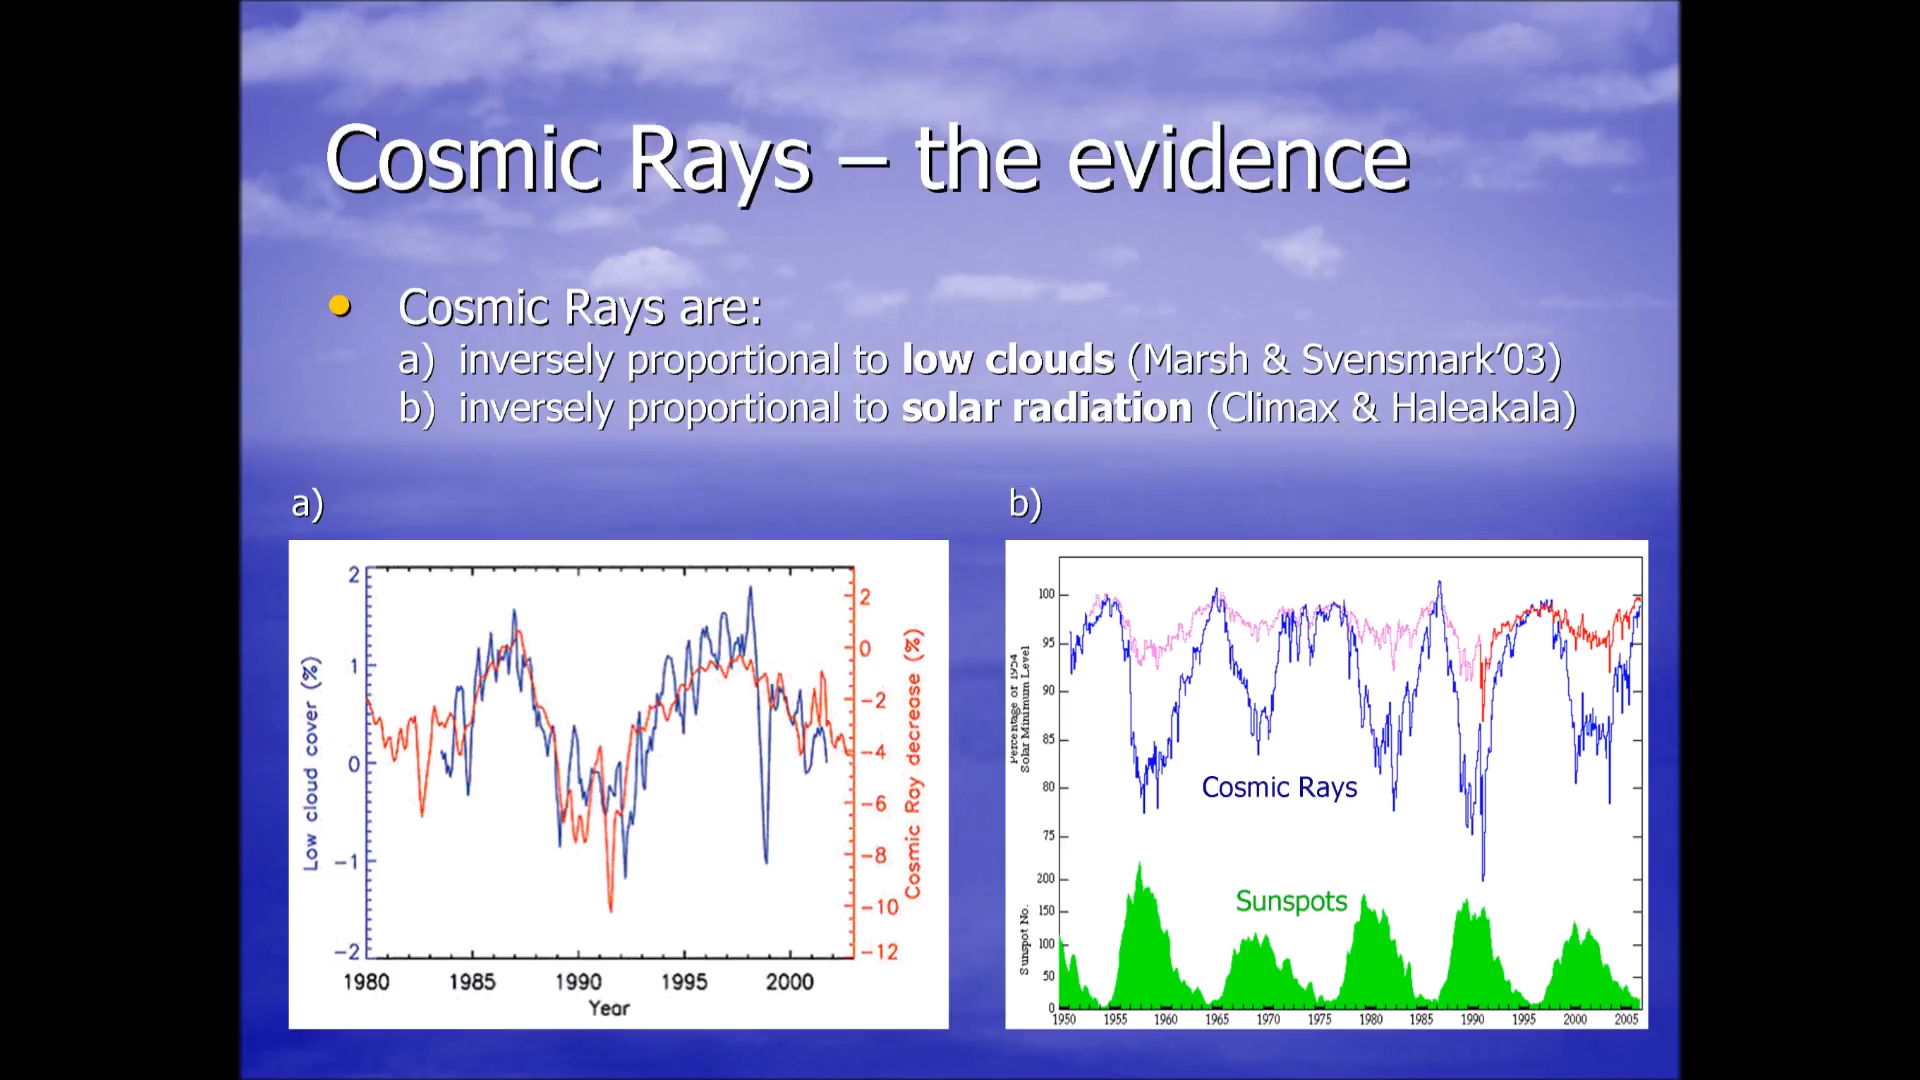 Cosmic Rays – the evidence
Cosmic Rays are:
a) inversely proportional to low clouds (Marsh & Svensmark'03)
b) inversely proportional to solar radiation (Climax & Haleakala)
a)
b)
2
1
0
−1
−2
Low cloud cover (%)
2
0
−2
−4
−6
−8
−10
−12
Cosmic Ray decrease (%)
1980 1985 1990 1995 2000
Year
100
95
90
85
80
75
Percentage of 1954
Solar Minimum Level
Cosmic Rays
200
150
100
50
0
Sunspot No.
Sunspots
1950 1955 1960 1965 1970 1975 1980 1985 1990 1995 2000 2005